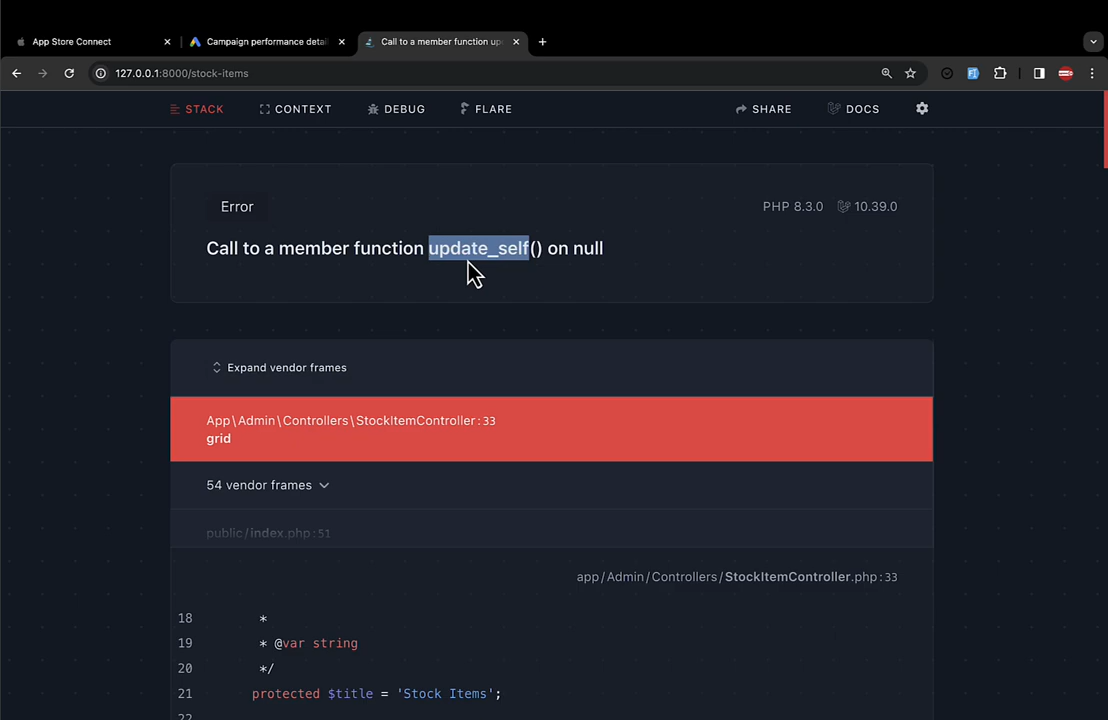 App Store Connect
Campaign performance detai
Call to a member function up
127.0.0.1:8000/stock-items
STACK
CONTEXT
DEBUG
FLARE
SHARE
DOCS
Error
PHP 8.3.0
10.39.0
Call to a member function update_self() on null
Expand vendor frames
App\Admin\Controllers\StockItemController:33
grid
54 vendor frames
public/index.php:51
app/Admin/Controllers/StockItemController.php:33
18 *
19 * @var string
20 */
21 protected $title = 'Stock Items';
22